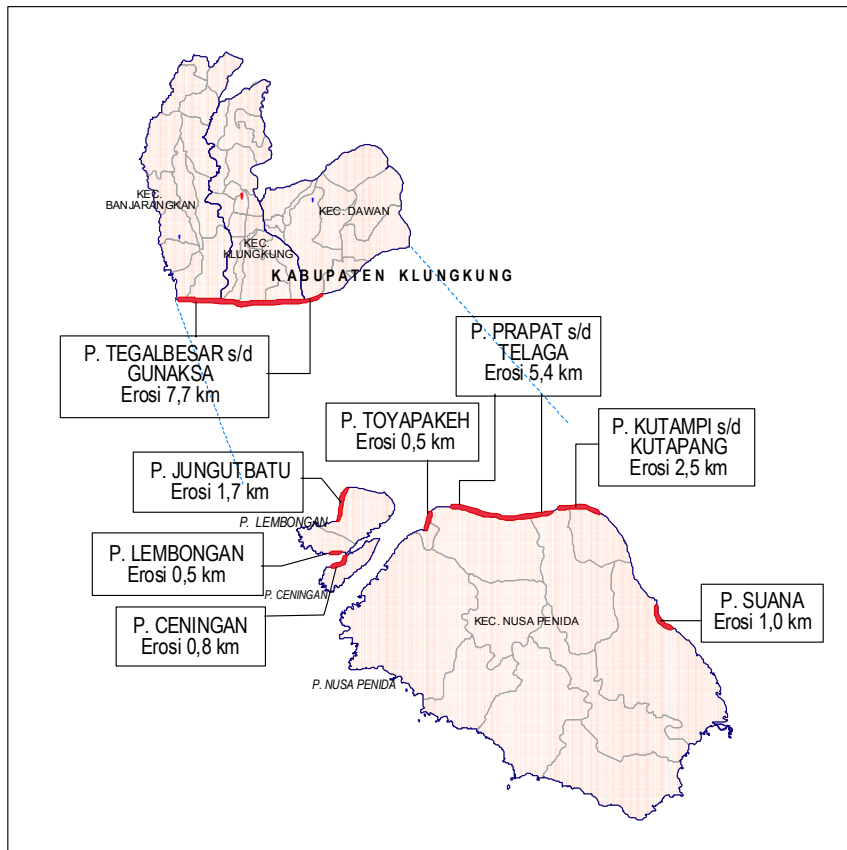 KEC.
BANJARANGKAN
KEC. DAWAN
KEC.
KLUNGKUNG
KABUPATEN KLUNGKUNG
P. TEGALBESAR s/d
GUNAKSA
Erosi 7,7 km
P. PRAPAT s/d
TELAGA
Erosi 5,4 km
P. TOYAPAKEH
Erosi 0,5 km
P. KUTAMPI s/d
KUTAPANG
Erosi 2,5 km
P. JUNGUTBATU
Erosi 1,7 km
P. LEMBONGAN
P. LEMBONGAN
Erosi 0,5 km
P. CENINGAN
P. CENINGAN
Erosi 0,8 km
P. SUANA
Erosi 1,0 km
KEC. NUSA PENIDA
P. NUSA PENIDA